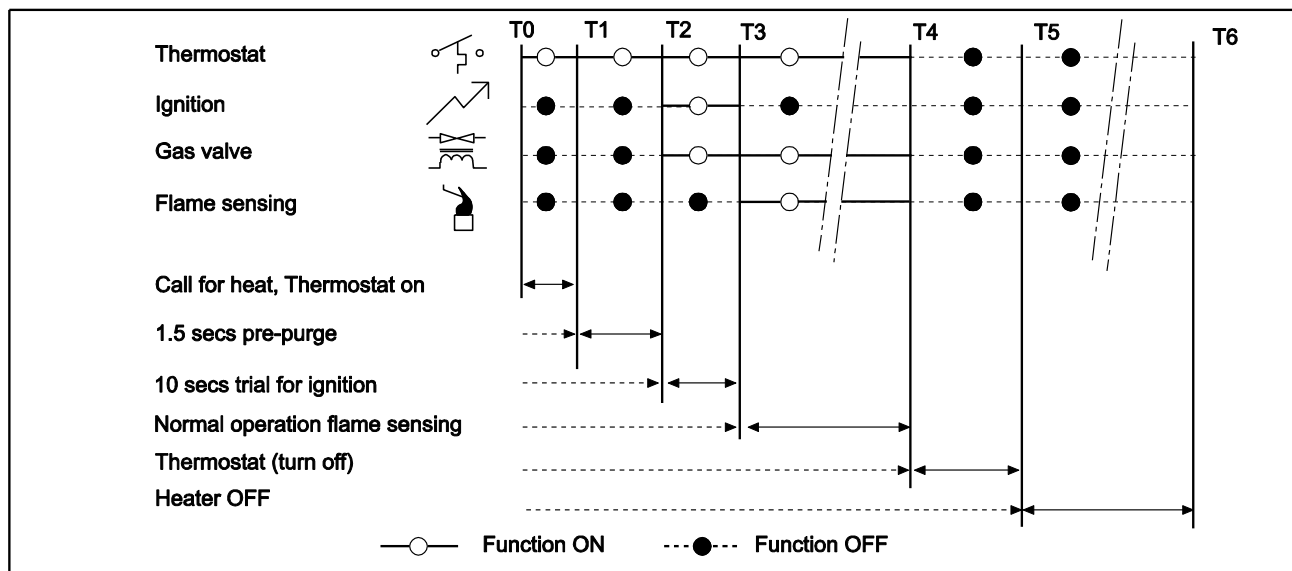 T0 T1 T2 T3 T4 T5 T6
Thermostat
Ignition
Gas valve
Flame sensing
Call for heat, Thermostat on
1.5 secs pre-purge
10 secs trial for ignition
Normal operation flame sensing
Thermostat (turn off)
Heater OFF
Function ON Function OFF